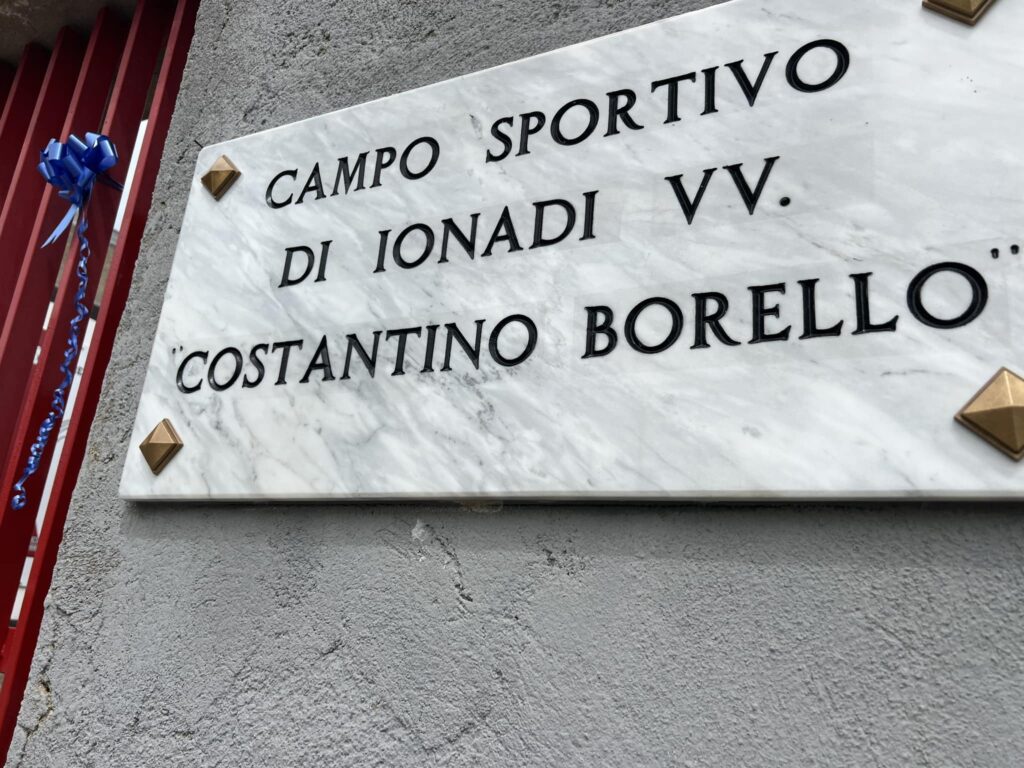 CAMPO SPORTIVO
DI IONADI VV.
"COSTANTINO BORELLO"